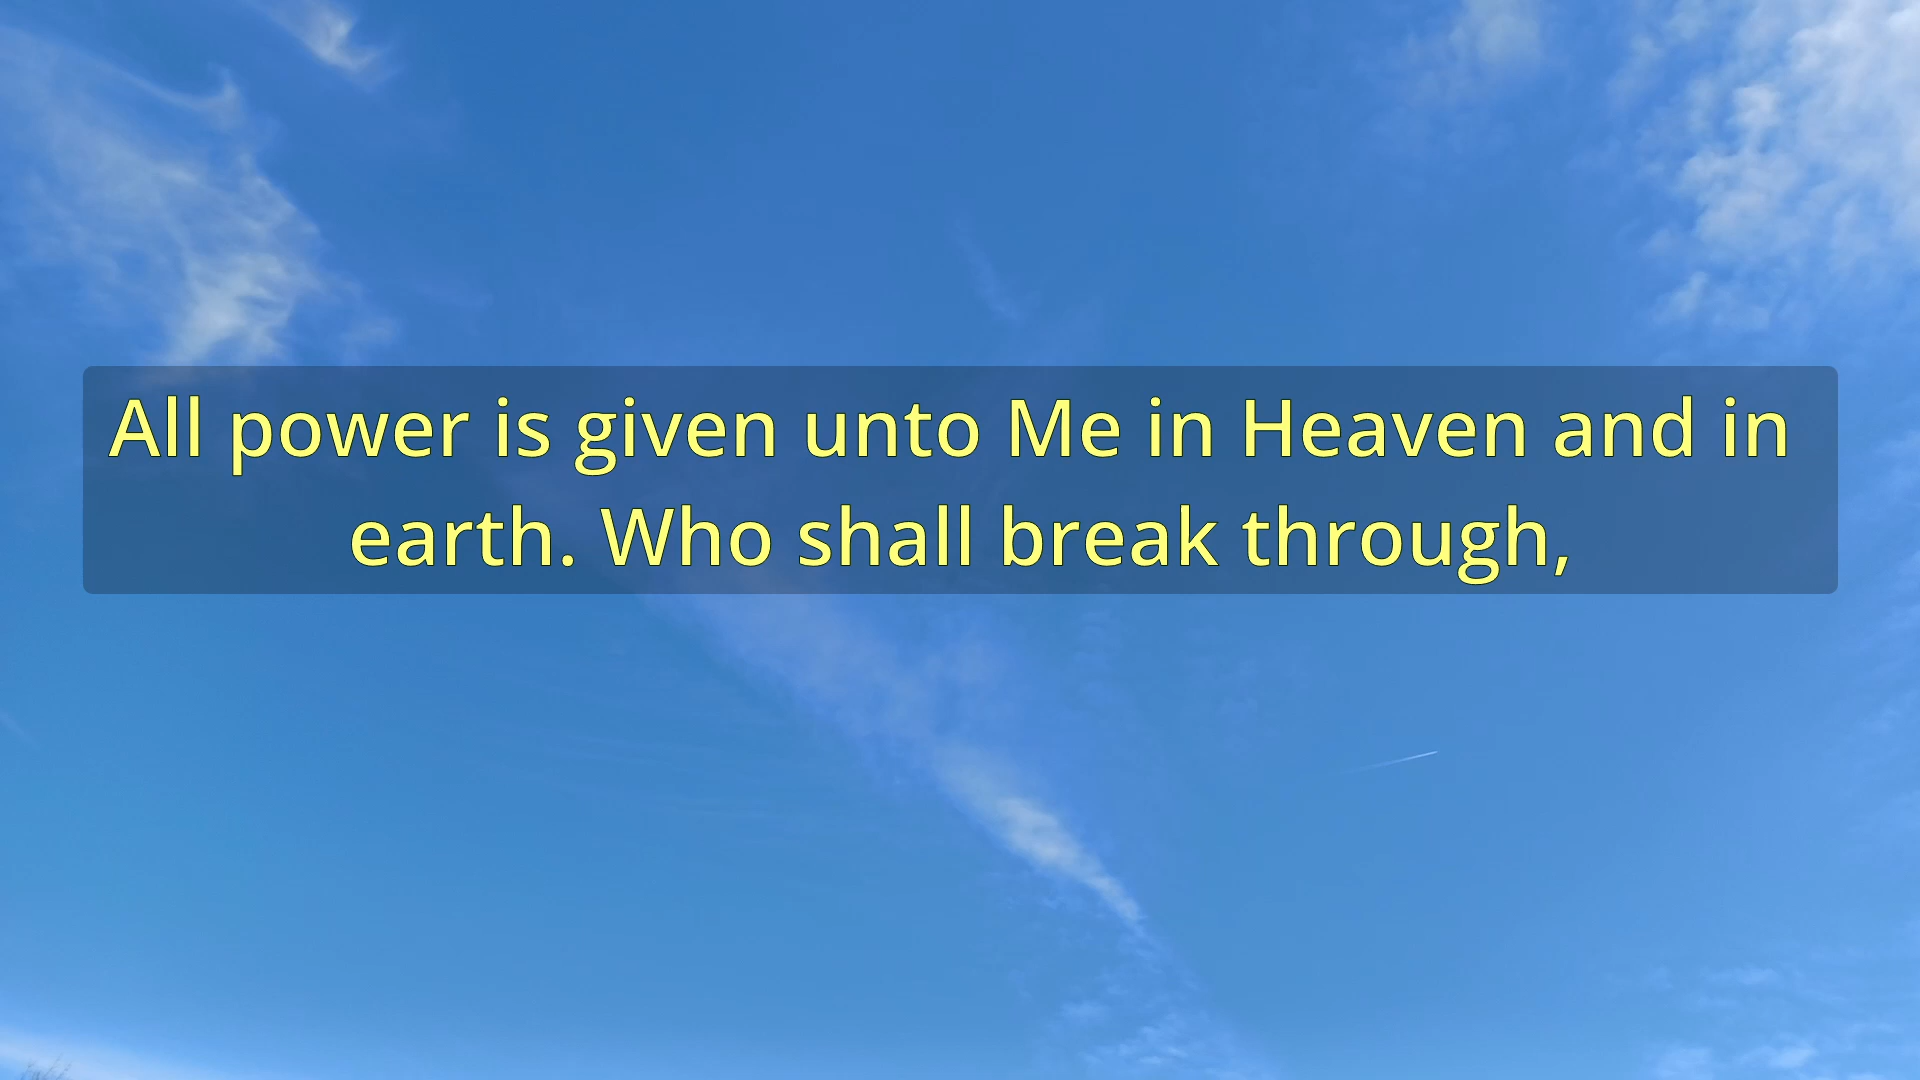 All power is given unto Me in Heaven and in
earth. Who shall break through,